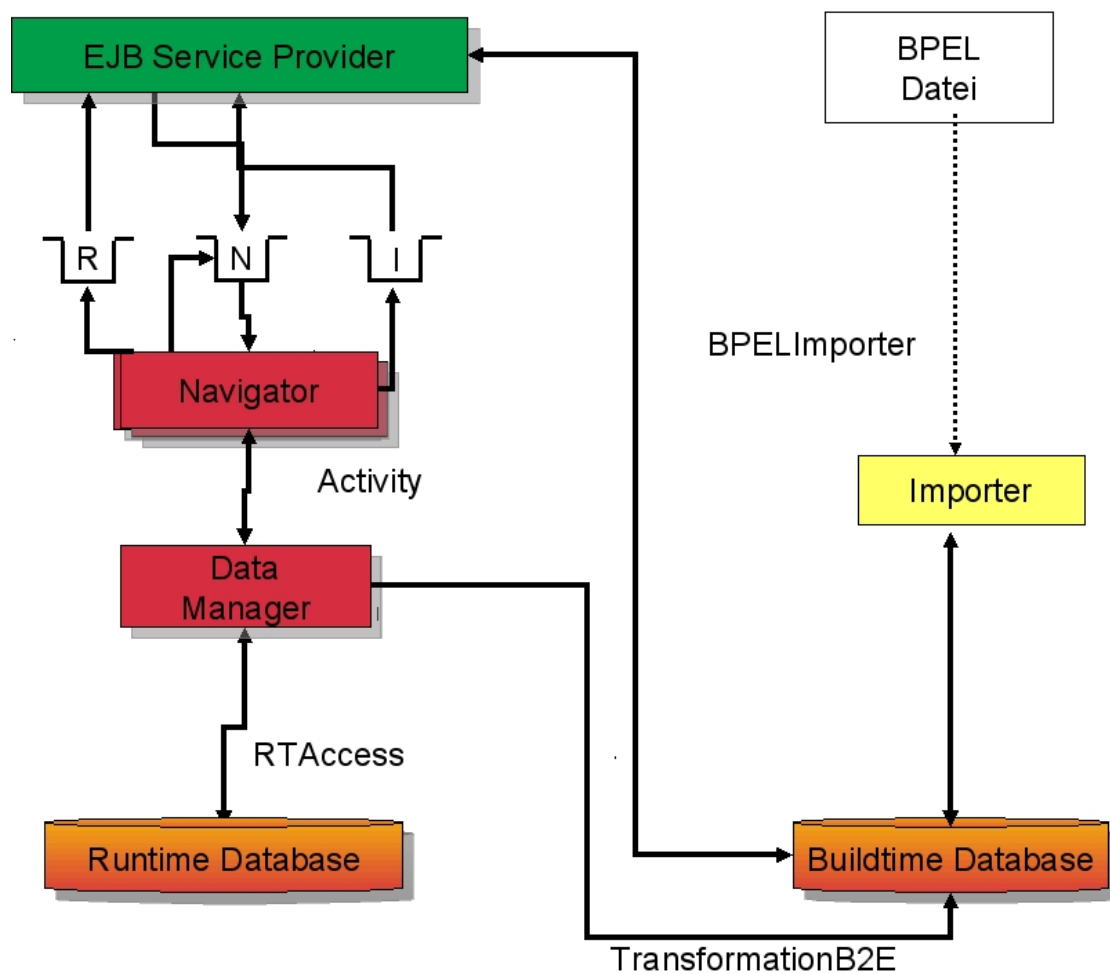 EJB Service Provider
BPEL
Datei
R
N
I
BPELImporter
Navigator
Activity
Importer
Data
Manager
RTAccess
Runtime Database
Buildtime Database
TransformationB2E